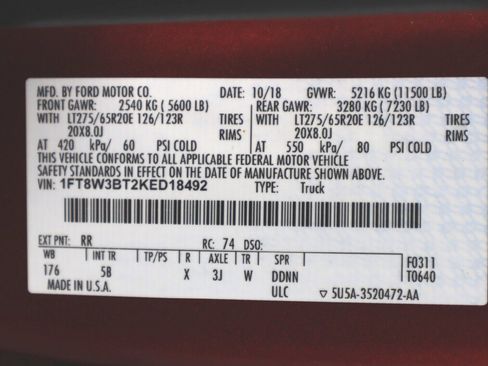 MFD. BY FORD MOTOR CO. DATE: 10/18 GVWR: 5216 KG (11500 LB)
FRONT GAWR: 2540 KG (5600 LB) REAR GAWR: 3280 KG (7230 LB)
WITH LT275/65R20E 126/123R TIRES WITH LT275/65R20E 126/123R TIRES
20X8.0J RIMS 20X8.0J RIMS
AT 420 kPa/ 60 PSI COLD AT 550 kPa/ 80 PSI COLD
THIS VEHICLE CONFORMS TO ALL APPLICABLE FEDERAL MOTOR VEHICLE
SAFETY STANDARDS IN EFFECT ON THE DATE OF MANUFACTURE SHOWN ABOVE.
VIN: 1FT8W3BT2KED18492 TYPE: Truck
EXT PNT: RR RC: 74 DSO:
WB INT TR TP/PS R AXLE TR SPR F0311
176 5B X 3J W DDNN T0640
MADE IN U.S.A. ULC ▽ 5U5A-3520472-AA